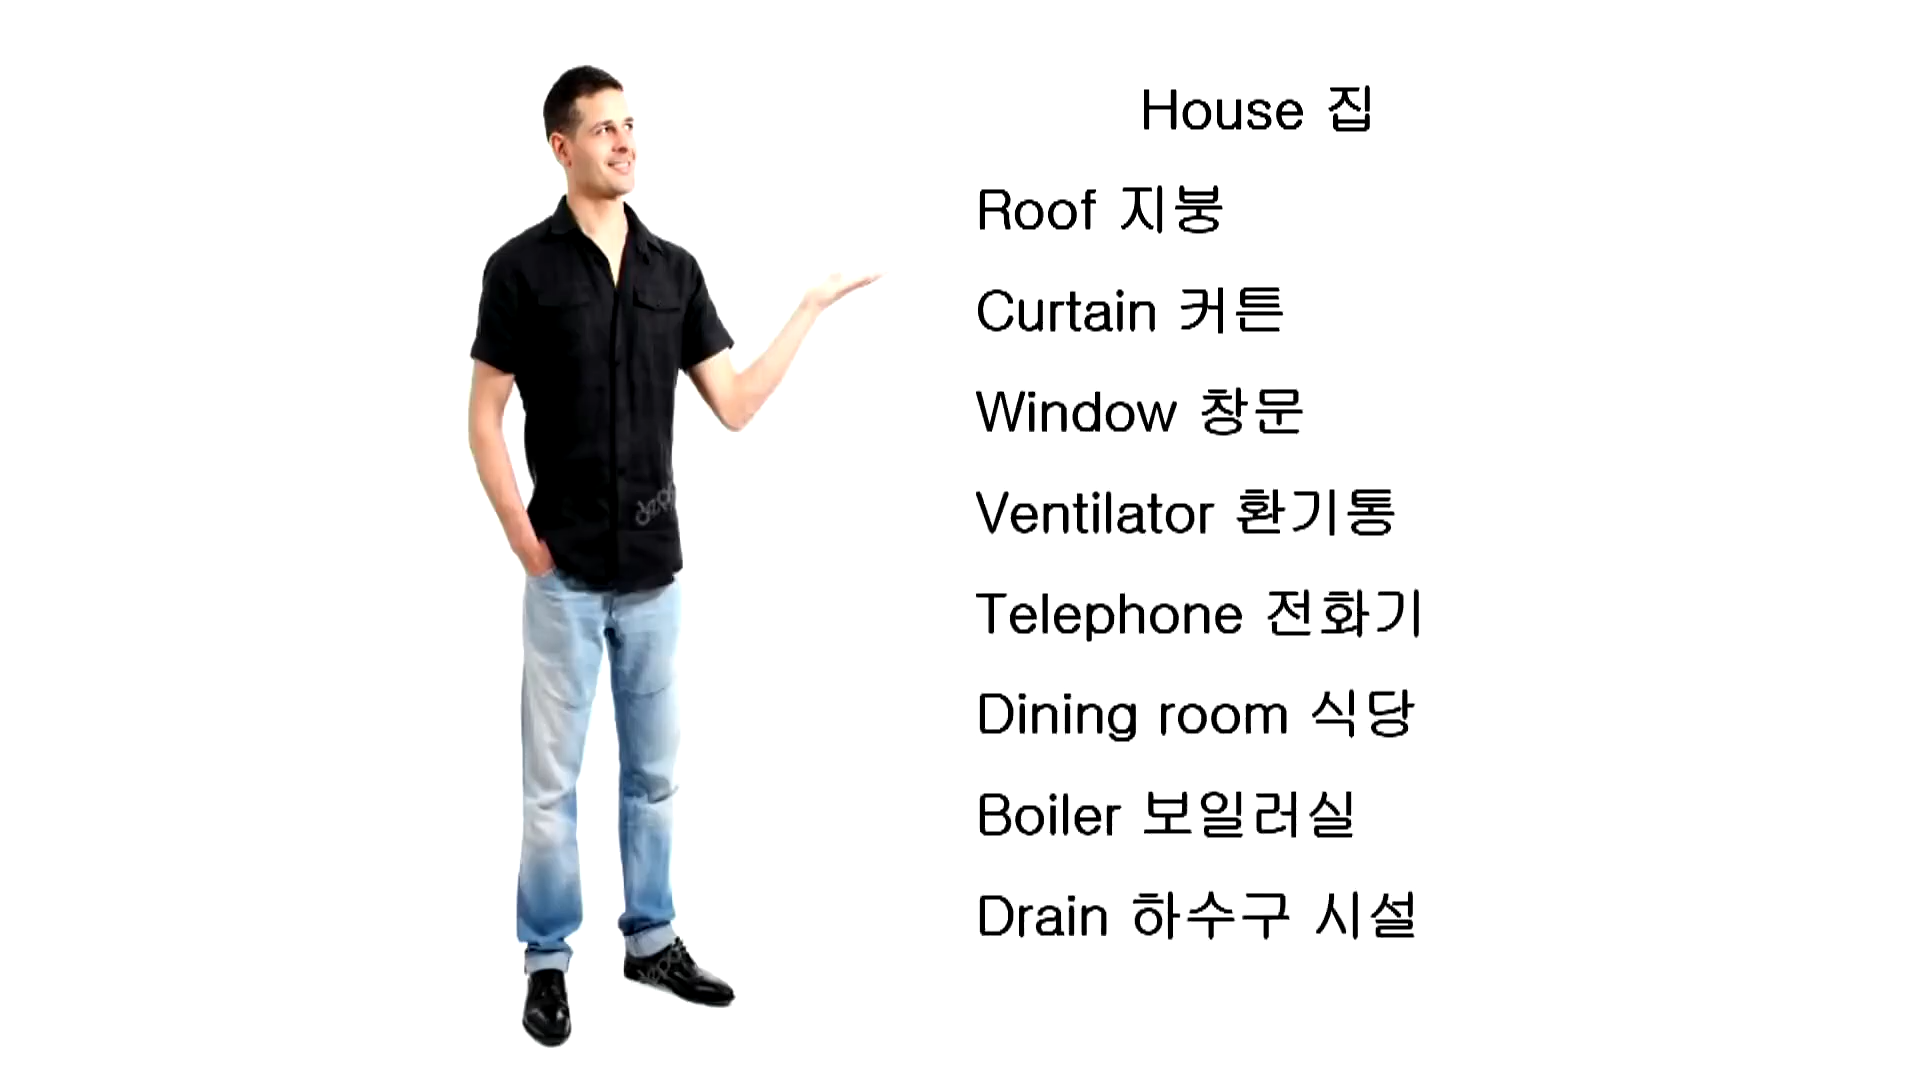 House 집
Roof 지붕
Curtain 커튼
Window 창문
Ventilator 환기통
Telephone 전화기
Dining room 식당
Boiler 보일러실
Drain 하수구 시설